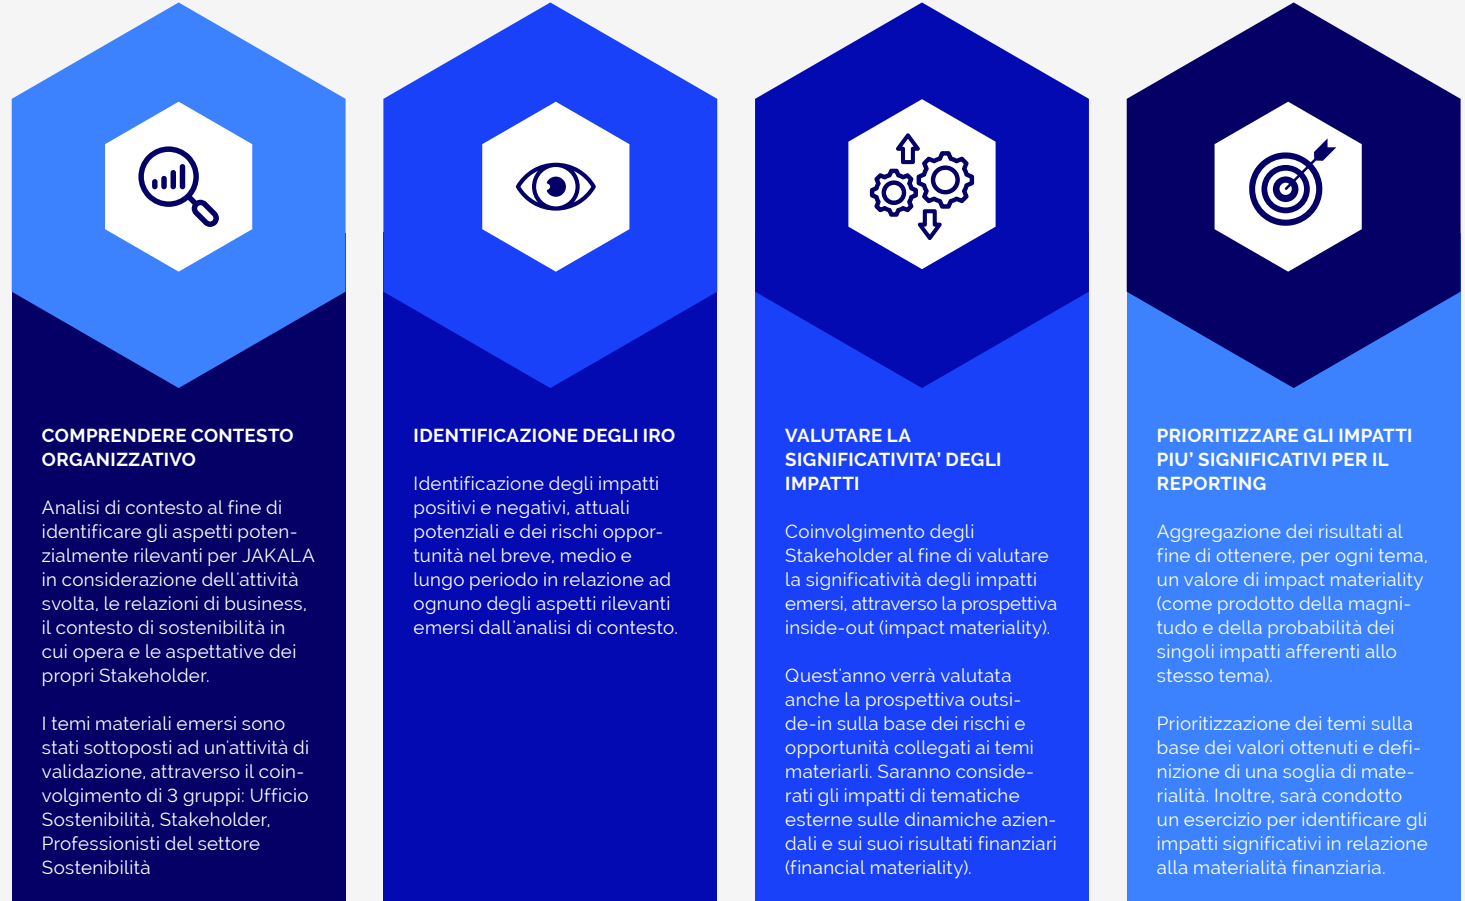 COMPRENDERE CONTESTO
ORGANIZZATIVO
Analisi di contesto al fine di
identificare gli aspetti poten-
zialmente rilevanti per JAKALA
in considerazione dell'attività
svolta, le relazioni di business,
il contesto di sostenibilità in
cui opera e le aspettative dei
propri Stakeholder.
I temi materiali emersi sono
stati sottoposti ad un'attività di
validazione, attraverso il coin-
volgimento di 3 gruppi: Ufficio
Sostenibilità, Stakeholder,
Professionisti del settore
Sostenibilità
IDENTIFICAZIONE DEGLI IRO
Identificazione degli impatti
positivi e negativi, attuali
potenziali e dei rischi oppor-
tunità nel breve, medio e
lungo periodo in relazione ad
ognuno degli aspetti rilevanti
emersi dall'analisi di contesto.
VALUTARE LA
SIGNIFICATIVITA' DEGLI
IMPATTI
Coinvolgimento degli
Stakeholder al fine di valutare
la significatività degli impatti
emersi, attraverso la prospettiva
inside-out (impact materiality).
Quest'anno verrà valutata
anche la prospettiva outsi-
de-in sulla base dei rischi e
opportunità collegati ai temi
materiarli. Saranno conside-
rati gli impatti di tematiche
esterne sulle dinamiche azien-
dali e sui suoi risultati finanziari
(financial materiality).
PRIORITIZZARE GLI IMPATTI
PIU' SIGNIFICATIVI PER IL
REPORTING
Aggregazione dei risultati al
fine di ottenere, per ogni tema,
un valore di impact materiality
(come prodotto della magni-
tudo e della probabilità dei
singoli impatti afferenti allo
stesso tema).
Prioritizzazione dei temi sulla
base dei valori ottenuti e defi-
nizione di una soglia di mate-
rialità. Inoltre, sarà condotto
un esercizio per identificare gli
impatti significativi in relazione
alla materialità finanziaria.